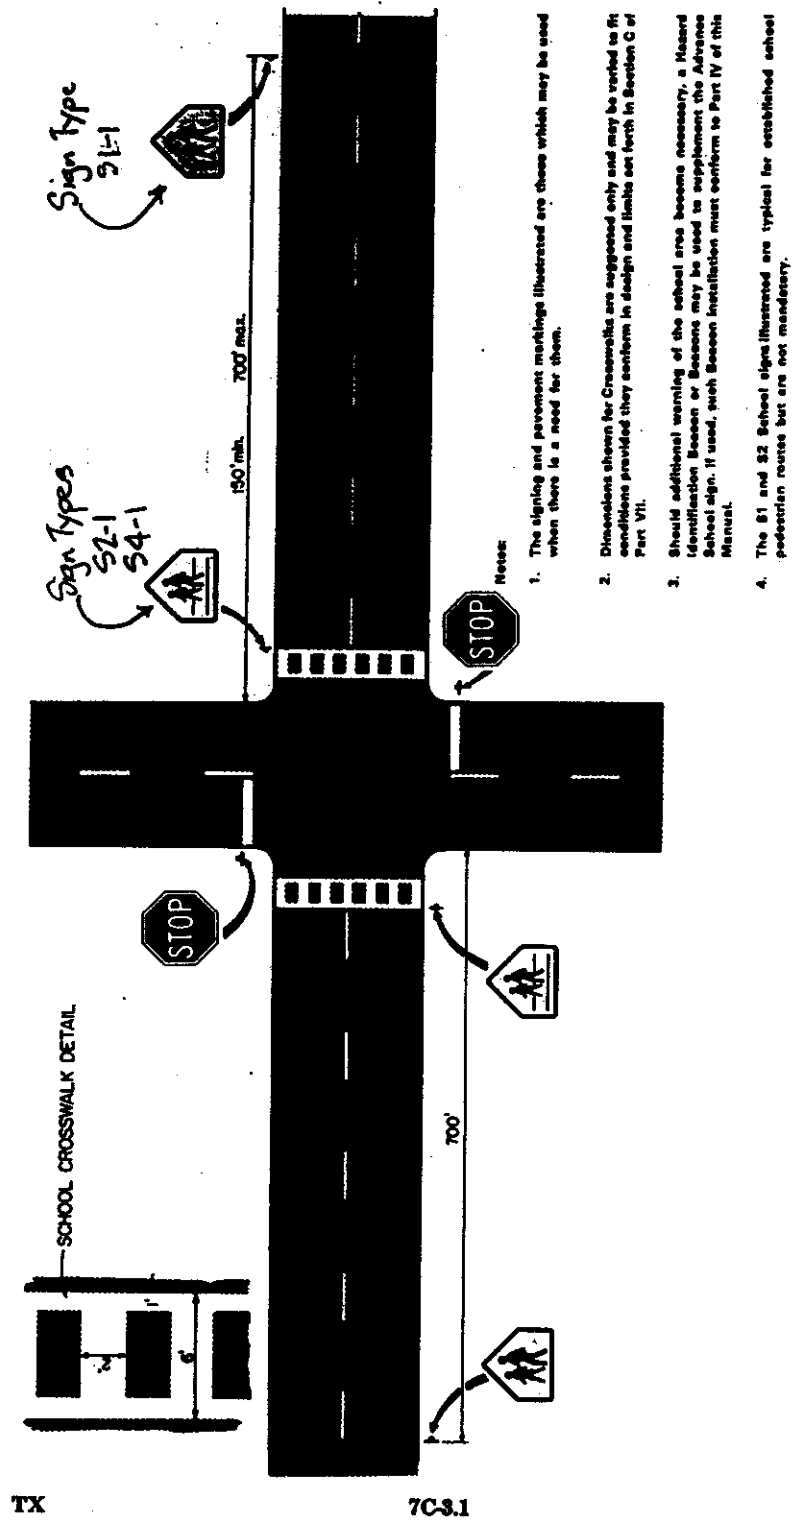 Sign Type
S1-1
Sign Types
S2-1
S4-1
700' max.
150' min.
STOP
STOP
SCHOOL CROSSWALK DETAIL
2'
1'
6'
700'
Notes:
1. The signing and pavement markings illustrated are those which may be used
when there is a need for them.
2. Dimensions shown for Crosswalks are suggested only and may be varied to fit
conditions provided they conform in design and limits set forth in Section C of
Part VII.
3. Should additional warning of the school area become necessary, a Hazard
Identification Beacon or Beacons may be used to supplement the Advance
School sign. If used, such Beacon installation must conform to Part IV of this
Manual.
4. The S1 and S2 School signs illustrated are typical for established school
pedestrian routes but are not mandatory.
TX
7C-3.1